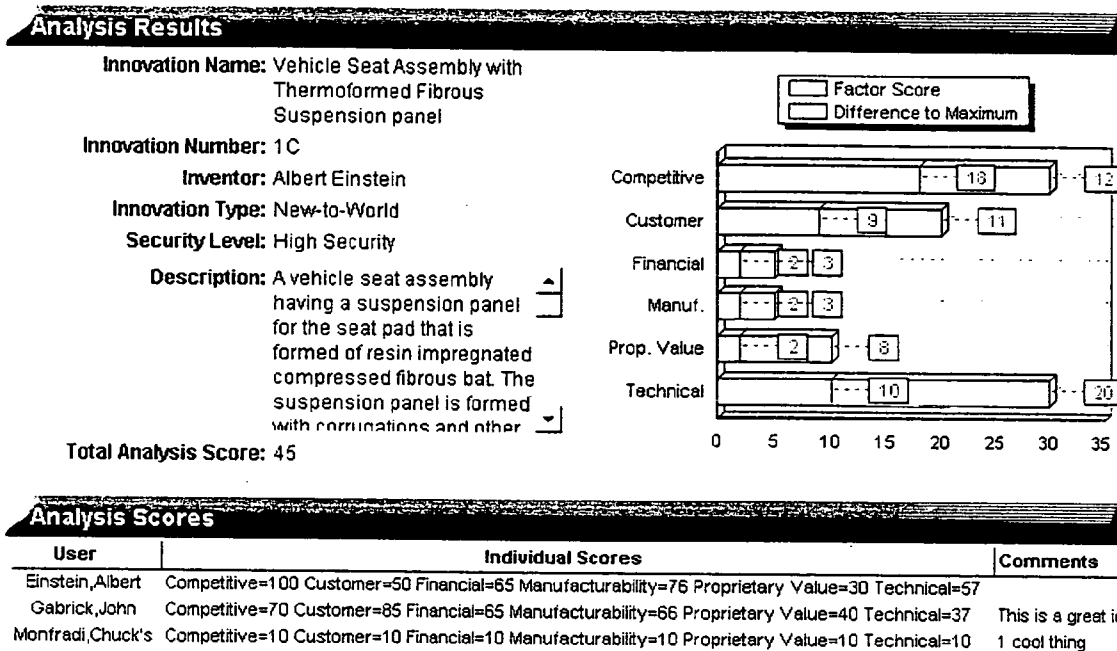 Analysis Results
Innovation Name: Vehicle Seat Assembly with
Thermoformed Fibrous
Suspension panel
Innovation Number: 1C
Inventor: Albert Einstein
Innovation Type: New-to-World
Security Level: High Security
Description: A vehicle seat assembly
having a suspension panel
for the seat pad that is
formed of resin impregnated
compressed fibrous bat. The
suspension panel is formed
with corrugations and other
Total Analysis Score: 45
Factor Score
Difference to Maximum
Competitive 18 12
Customer 9 11
Financial 2 3
Manuf. 2 3
Prop. Value 2 8
Technical 10 20
0 5 10 15 20 25 30 35
Analysis Scores
User Individual Scores Comments
Einstein,Albert Competitive=100 Customer=50 Financial=65 Manufacturability=76 Proprietary Value=30 Technical=57
Gabrick,John Competitive=70 Customer=85 Financial=65 Manufacturability=66 Proprietary Value=40 Technical=37 This is a great
Monfradi,Chuck's Competitive=10 Customer=10 Financial=10 Manufacturability=10 Proprietary Value=10 Technical=10 1 cool thing